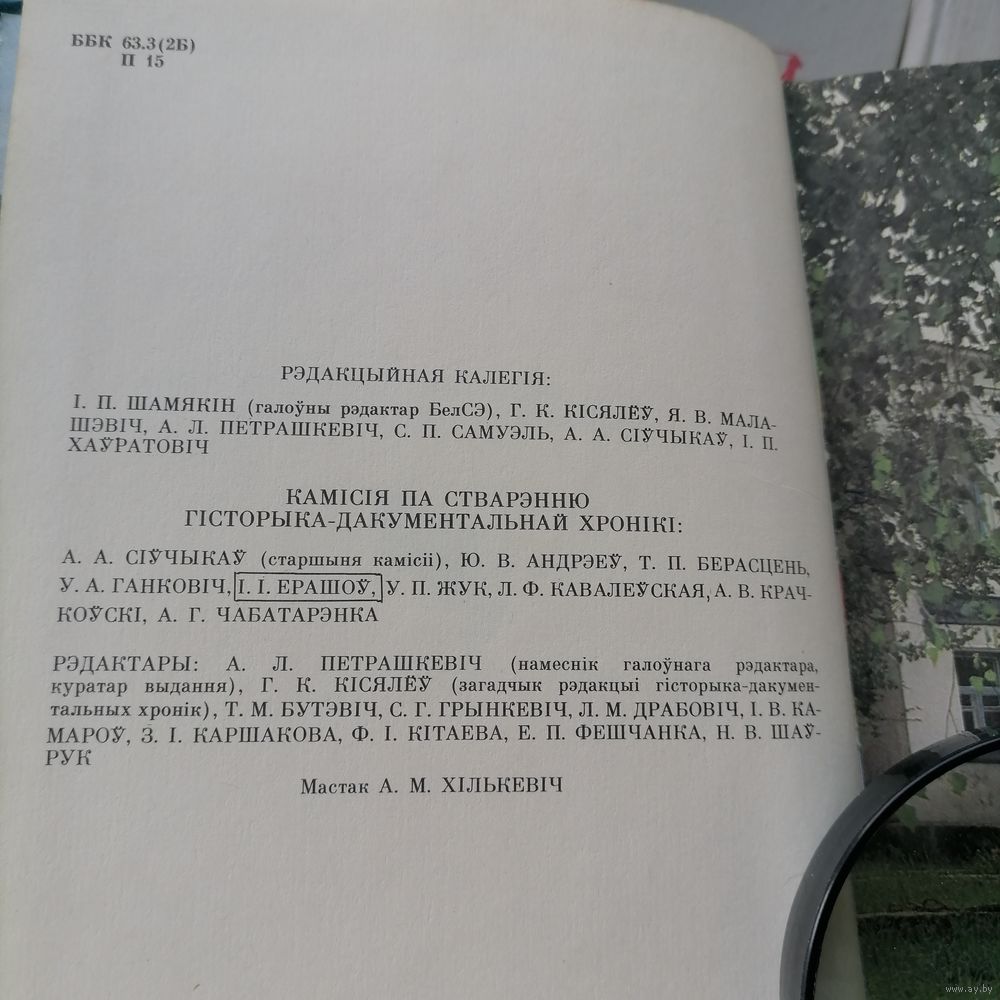 ББК 63.3(2Б)
П 15
РЭДАКЦЫЙНАЯ КАЛЕГІЯ:
І. П. ШАМЯКІН (галоўны рэдактар БелСЭ), Г. К. КІСЯЛЁЎ, Я. В. МАЛА-
ШЭВІЧ, А. Л. ПЕТРАШКЕВІЧ, С. П. САМУЭЛЬ, А. А. СІЎЧЫКАЎ, І. П.
ХАЎРАТОВІЧ
КАМІСІЯ ПА СТВАРЭННЮ
ГІСТОРЫКА-ДАКУМЕНТАЛЬНАЙ ХРОНІКІ:
А. А. СІЎЧЫКАЎ (старшыня камісіі), Ю. В. АНДРЭЕЎ, Т. П. БЕРАСЦЕНЬ,
У. А. ГАНКОВІЧ, І. І. ЕРАШОЎ, У. П. ЖУК, Л. Ф. КАВАЛЕЎСКАЯ, А. В. КРАЧ-
КОЎСКІ, А. Г. ЧАБАТАРЭНКА
РЭДАКТАРЫ: А. Л. ПЕТРАШКЕВІЧ (намеснік галоўнага рэдактара,
куратар выдання), Г. К. КІСЯЛЁЎ (загадчык рэдакцыі гісторыка-дакумен-
тальных хронік), Т. М. БУТЭВІЧ, С. Г. ГРЫНКЕВІЧ, Л. М. ДРАБОВІЧ, І. В. КА-
МАРОЎ, З. І. КАРШАКОВА, Ф. І. КІТАЕВА, Е. П. ФЕШЧАНКА, Н. В. ШАЎ-
РУК
Мастак А. М. ХІЛЬКЕВІЧ
www.ay.by